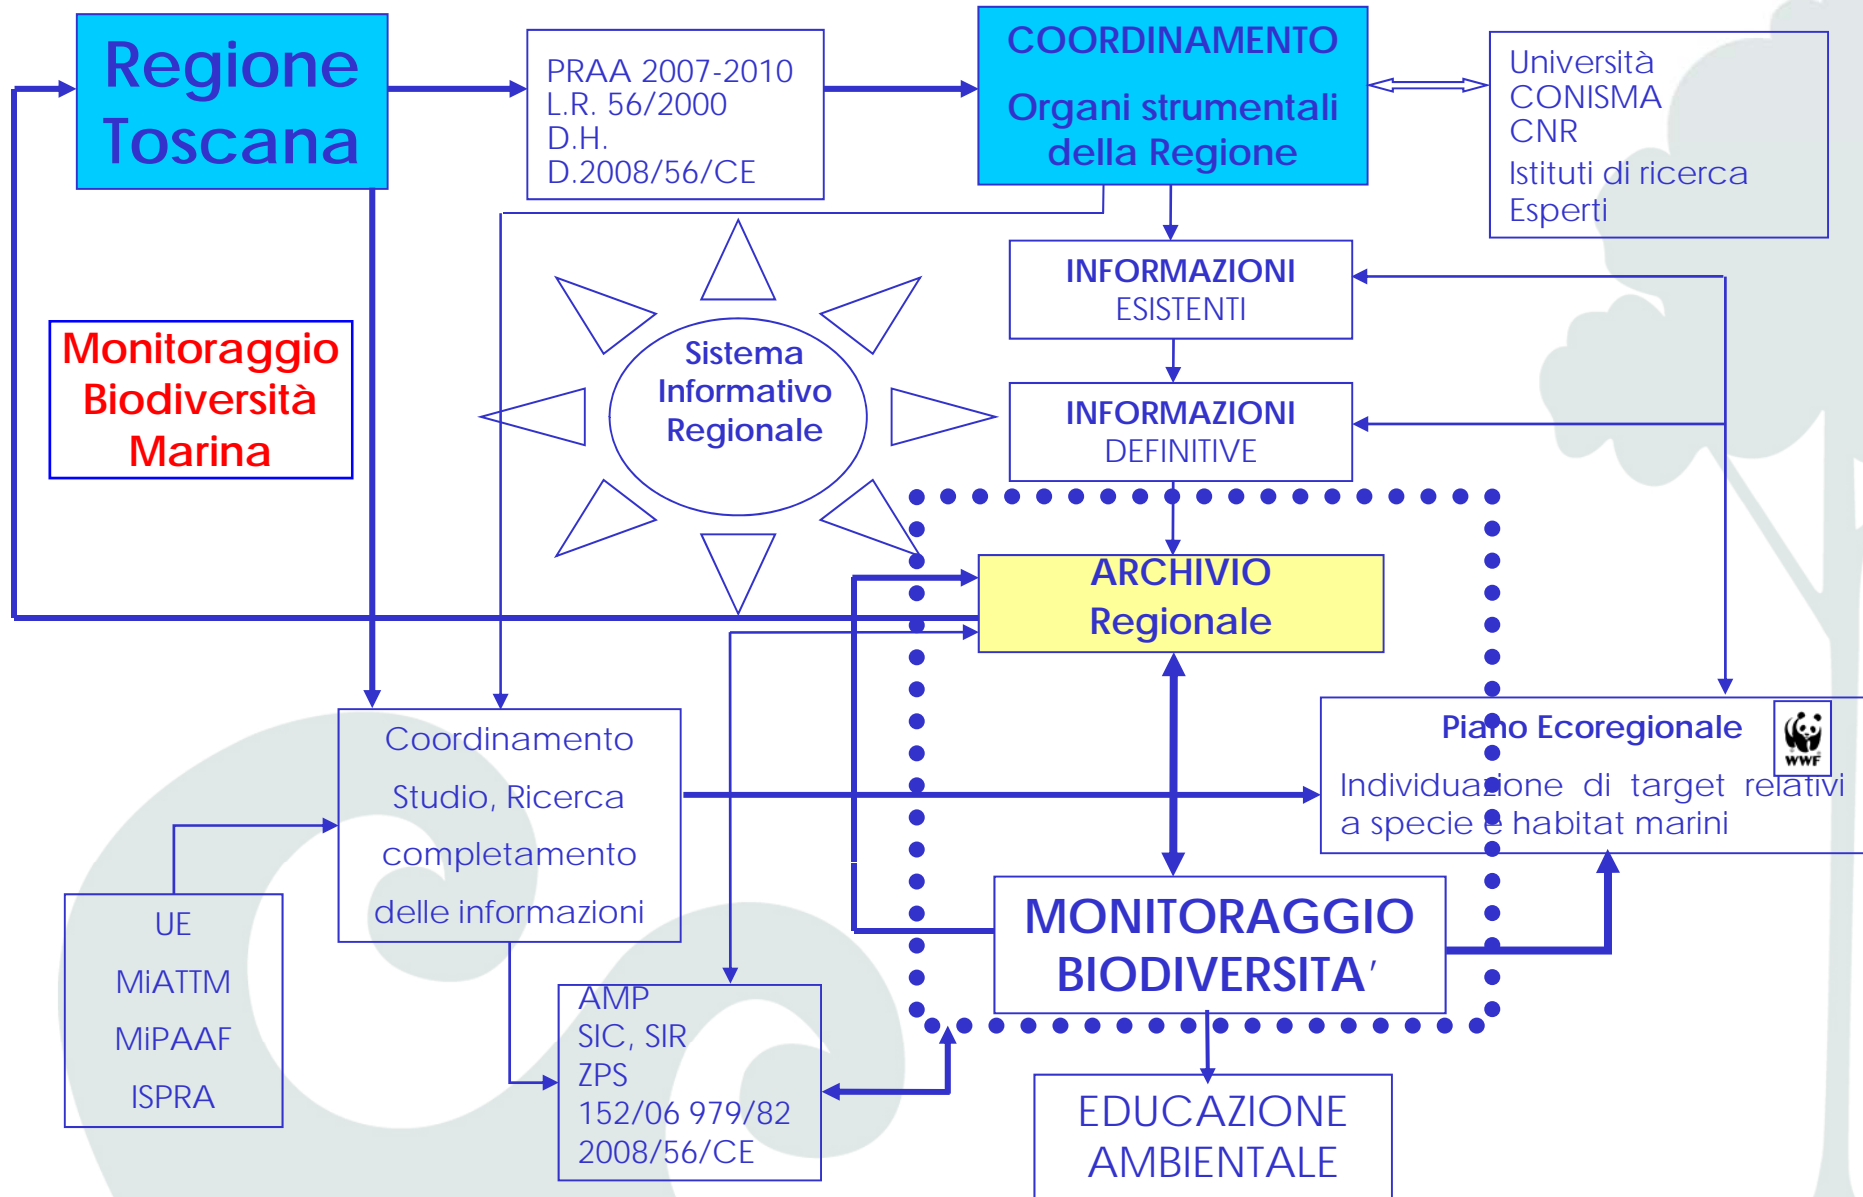 Regione
Toscana
PRAA 2007-2010
L.R. 56/2000
D.H.
D.2008/56/CE
COORDINAMENTO
Organi strumentali
della Regione
Università
CONISMA
CNR
Istituti di ricerca
Esperti
INFORMAZIONI
ESISTENTI
Monitoraggio
Biodiversità
Marina
Sistema
Informativo
Regionale
INFORMAZIONI
DEFINITIVE
ARCHIVIO
Regionale
Coordinamento
Studio, Ricerca
completamento
delle informazioni
Piano Ecoregionale
WWF
Individuazione di target relativi
a specie e habitat marini
UE
MiATTM
MiPAAF
ISPRA
MONITORAGGIO
BIODIVERSITA’
AMP
SIC, SIR
ZPS
152/06 979/82
2008/56/CE
EDUCAZIONE
AMBIENTALE